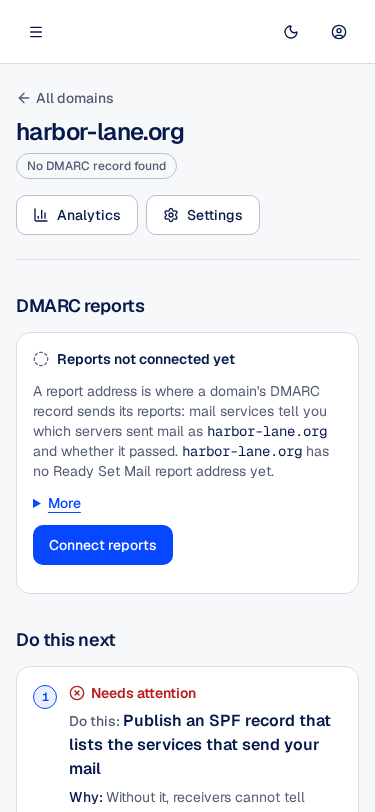 All domains
harbor-lane.org
No DMARC record found
Analytics
Settings
DMARC reports
Reports not connected yet
A report address is where a domain's DMARC
record sends its reports: mail services tell you
which servers sent mail as harbor-lane.org
and whether it passed. harbor-lane.org has
no Ready Set Mail report address yet.
More
Connect reports
Do this next
1
Needs attention
Do this: Publish an SPF record that
lists the services that send your
mail
Why: Without it, receivers cannot tell